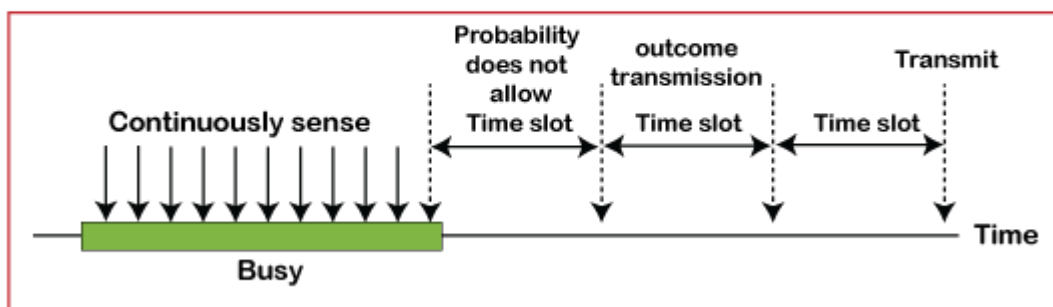 Probability
does not
allow
Time slot
outcome
transmission
Time slot
Transmit
Time slot
Continuously sense
Busy
Time